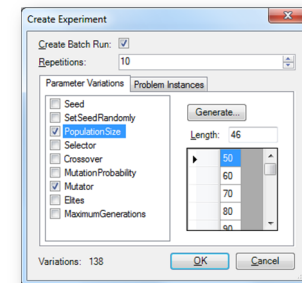 Create Experiment
Create Batch Run:
Repetitions: 10
Parameter Variations Problem Instances
Seed
SetSeedRandomly
PopulationSize
Selector
Crossover
MutationProbability
Mutator
Elites
MaximumGenerations
Generate...
Length: 46
50
60
70
80
90
Variations: 138
OK Cancel